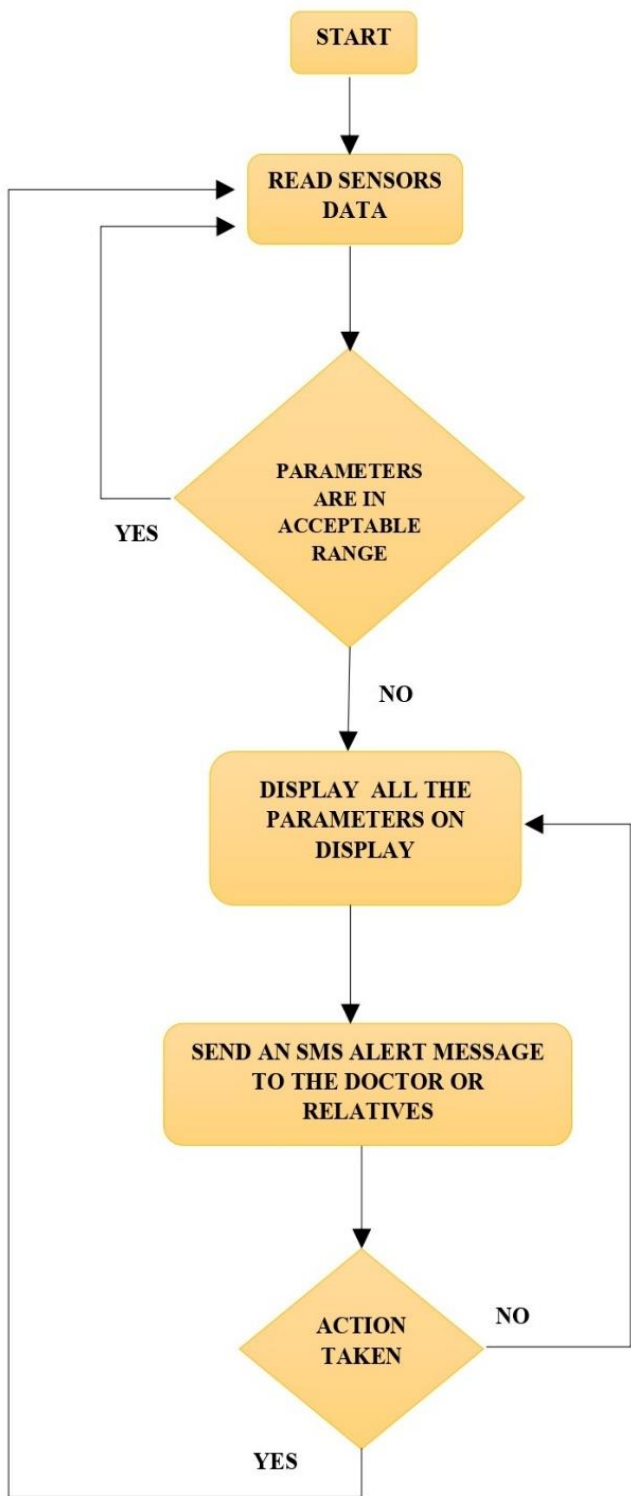 START
READ SENSORS
DATA
PARAMETERS
ARE IN
ACCEPTABLE
RANGE
YES
NO
DISPLAY ALL THE
PARAMETERS ON
DISPLAY
SEND AN SMS ALERT MESSAGE
TO THE DOCTOR OR
RELATIVES
ACTION
TAKEN
NO
YES